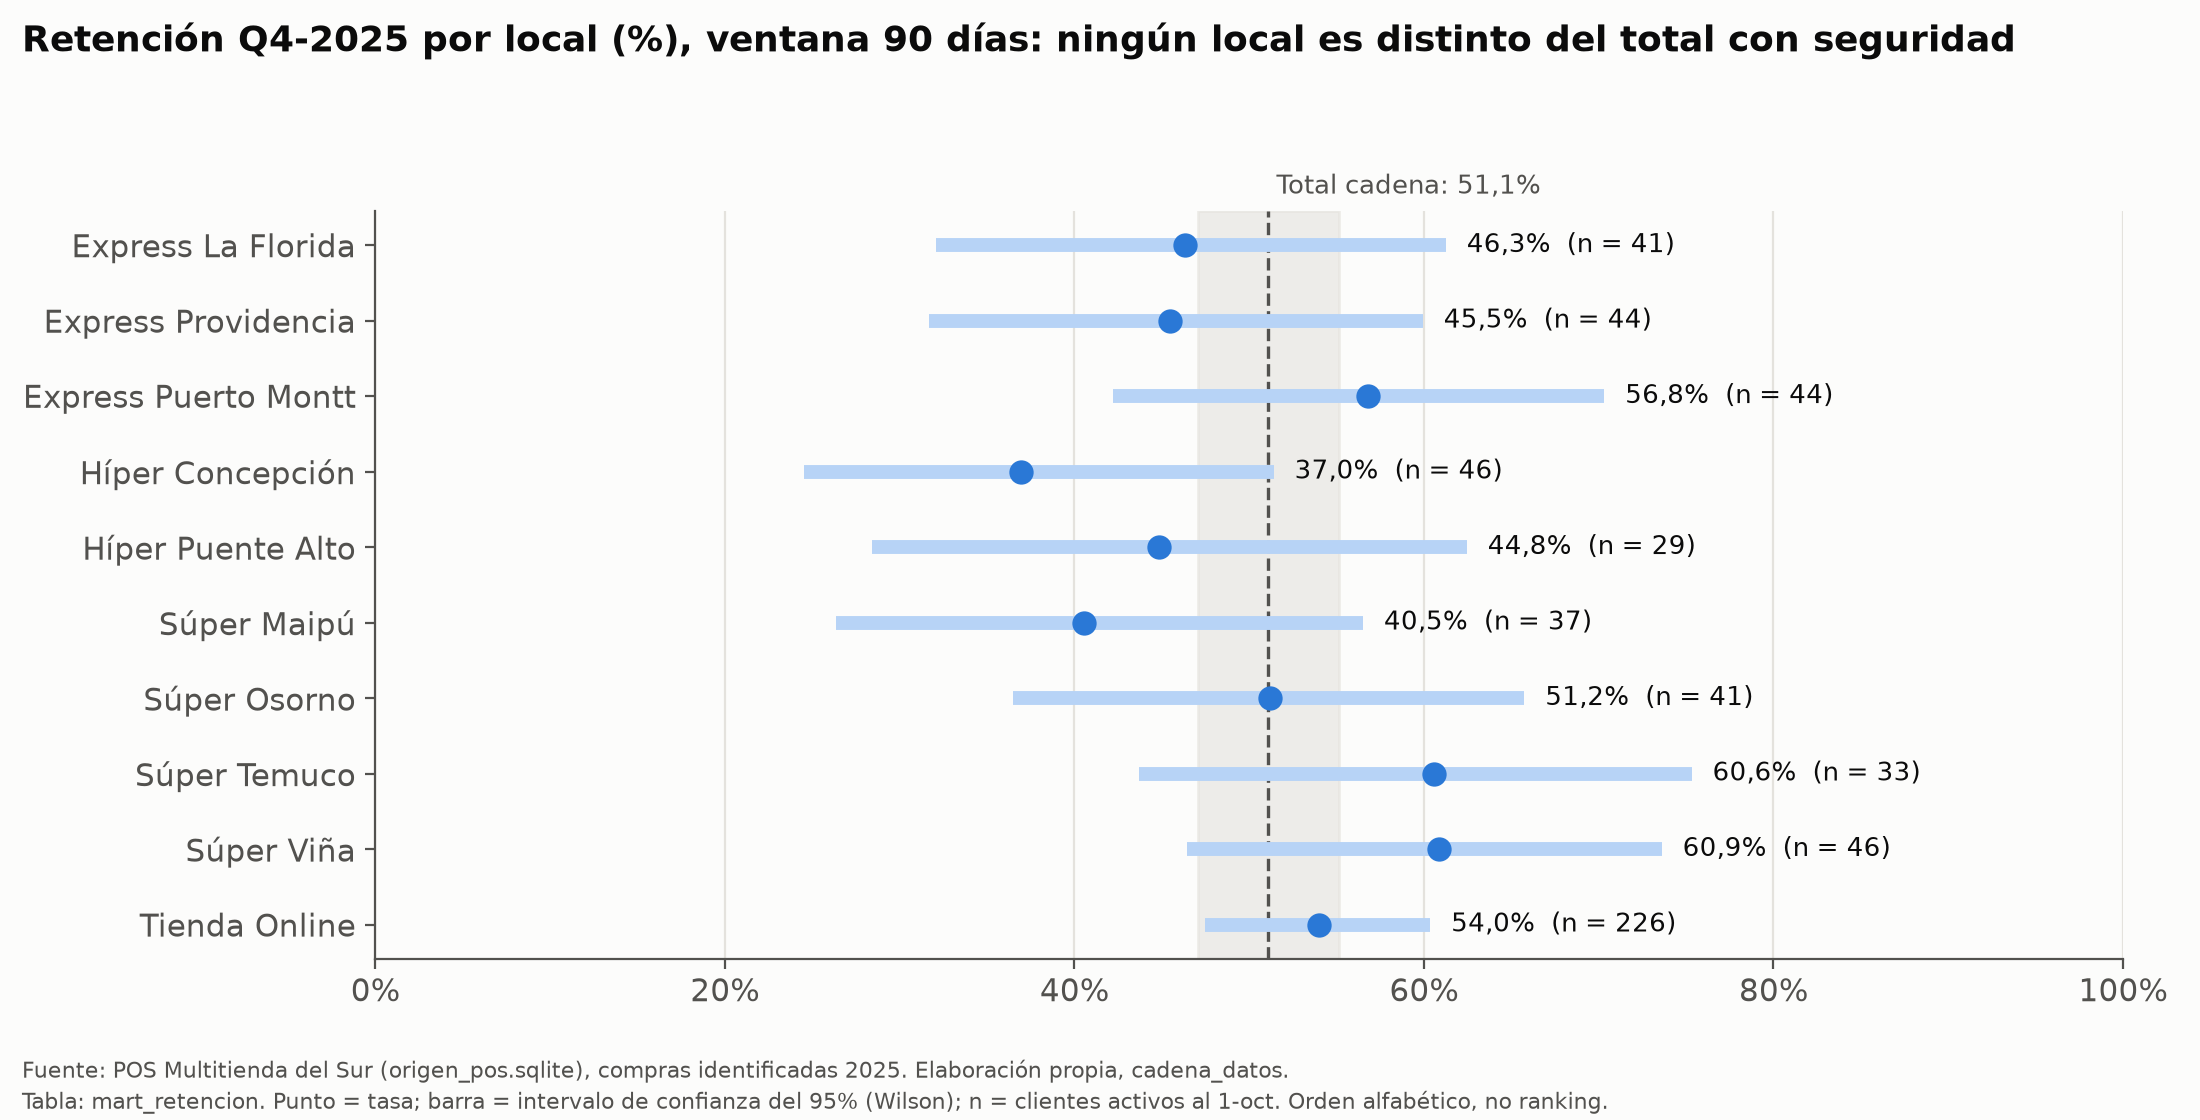 Retención Q4-2025 por local (%), ventana 90 días: ningún local es distinto del total con seguridad
Total cadena: 51,1%
Express La Florida 46,3% (n = 41)
Express Providencia 45,5% (n = 44)
Express Puerto Montt 56,8% (n = 44)
Híper Concepción 37,0% (n = 46)
Híper Puente Alto 44,8% (n = 29)
Súper Maipú 40,5% (n = 37)
Súper Osorno 51,2% (n = 41)
Súper Temuco 60,6% (n = 33)
Súper Viña 60,9% (n = 46)
Tienda Online 54,0% (n = 226)
0% 20% 40% 60% 80% 100%
Fuente: POS Multitienda del Sur (origen_pos.sqlite), compras identificadas 2025. Elaboración propia, cadena_datos.
Tabla: mart_retencion. Punto = tasa; barra = intervalo de confianza del 95% (Wilson); n = clientes activos al 1-oct. Orden alfabético, no ranking.